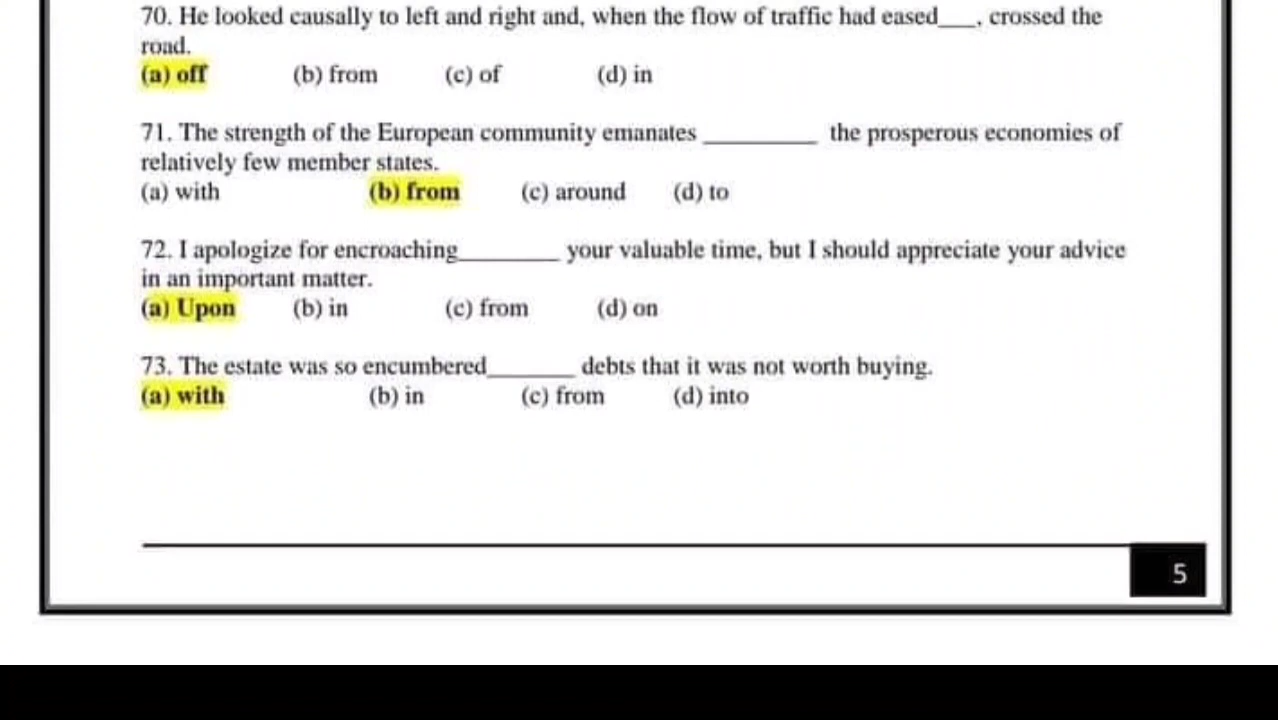 70. He looked causally to left and right and, when the flow of traffic had eased___, crossed the
road.
(a) off (b) from (c) of (d) in
71. The strength of the European community emanates _________ the prosperous economies of
relatively few member states.
(a) with (b) from (c) around (d) to
72. I apologize for encroaching________ your valuable time, but I should appreciate your advice
in an important matter.
(a) Upon (b) in (c) from (d) on
73. The estate was so encumbered_______ debts that it was not worth buying.
(a) with (b) in (c) from (d) into
5